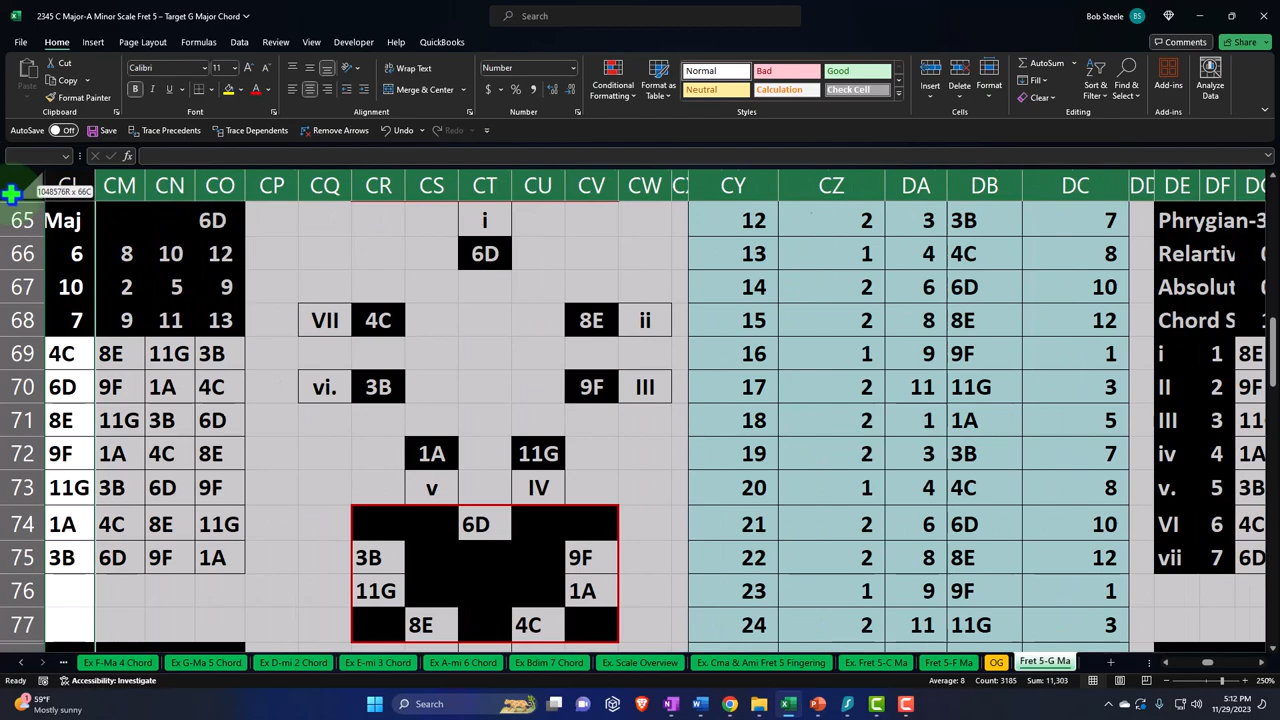 2345 C Major-A Minor Scale Fret 5 – Target G Major Chord
Search
Bob Steele BS
File Home Insert Page Layout Formulas Data Review View Developer Help QuickBooks Comments Share
Cut Calibri 11 Wrap Text Number Normal Bad Good AutoSum
Copy Conditional Format as Insert Delete Format Fill Sort & Find & Add-ins Analyze
Paste Format Painter Merge & Center Formatting Table Neutral Calculation Check Cell Clear Filter Select Data
Clipboard Font Alignment Number Styles Cells Editing Add-ins
AutoSave Off Save Trace Precedents Trace Dependents Remove Arrows Undo Redo
fx
1048576R x 66C
CL CM CN CO CP CQ CR CS CT CU CV CW CX CY CZ DA DB DC DD DE DF DG
65 Maj 6D i 12 2 3 3B 7 Phrygian-3
66 6 8 10 12 6D 13 1 4 4C 8 Relartiv
67 10 2 5 9 14 2 6 6D 10 Absolut
68 7 9 11 13 VII 4C 8E ii 15 2 8 8E 12 Chord S
69 4C 8E 11G 3B 16 1 9 9F 1 i 1 8E
70 6D 9F 1A 4C vi. 3B 9F III 17 2 11 11G 3 II 2 9F
71 8E 11G 3B 6D 18 2 1 1A 5 III 3 11
72 9F 1A 4C 8E 1A 11G 19 2 3 3B 7 iv 4 1A
73 11G 3B 6D 9F v IV 20 1 4 4C 8 v. 5 3B
74 1A 4C 8E 11G 6D 21 2 6 6D 10 VI 6 4C
75 3B 6D 9F 1A 3B 9F 22 2 8 8E 12 vii 7 6D
76 11G 1A 23 1 9 9F 1
77 8E 4C 24 2 11 11G 3
Ex F-Ma 4 Chord Ex G-Ma 5 Chord Ex D-mi 2 Chord Ex E-mi 3 Chord Ex A-mi 6 Chord Ex Bdim 7 Chord Ex. Scale Overview Ex. Cma & Ami Fret 5 Fingering Ex. Fret 5-C Ma Fret 5-F Ma OG Fret 5-G Ma
Ready Accessibility: Investigate Average: 8 Count: 3185 Sum: 11,303 250%
59°F
Mostly sunny
Search
5:12 PM
11/29/2023